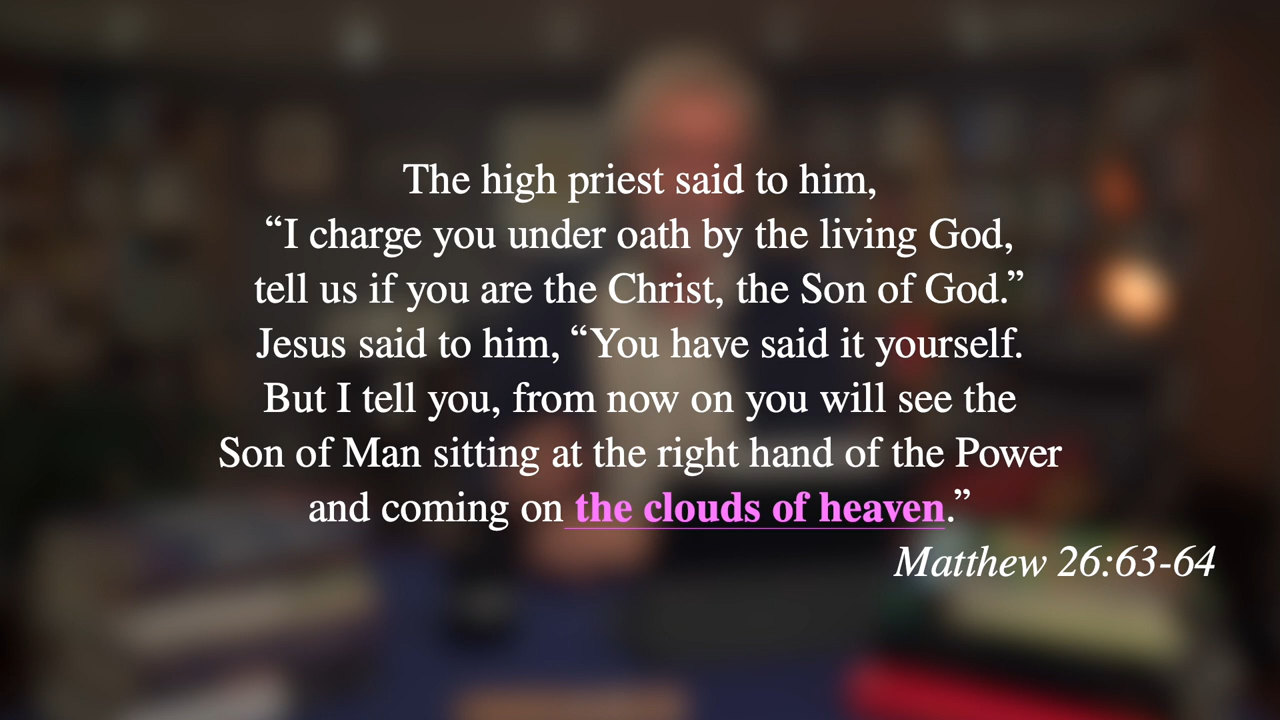 The high priest said to him,
“I charge you under oath by the living God,
tell us if you are the Christ, the Son of God.”
Jesus said to him, “You have said it yourself.
But I tell you, from now on you will see the
Son of Man sitting at the right hand of the Power
and coming on the clouds of heaven.”
Matthew 26:63-64